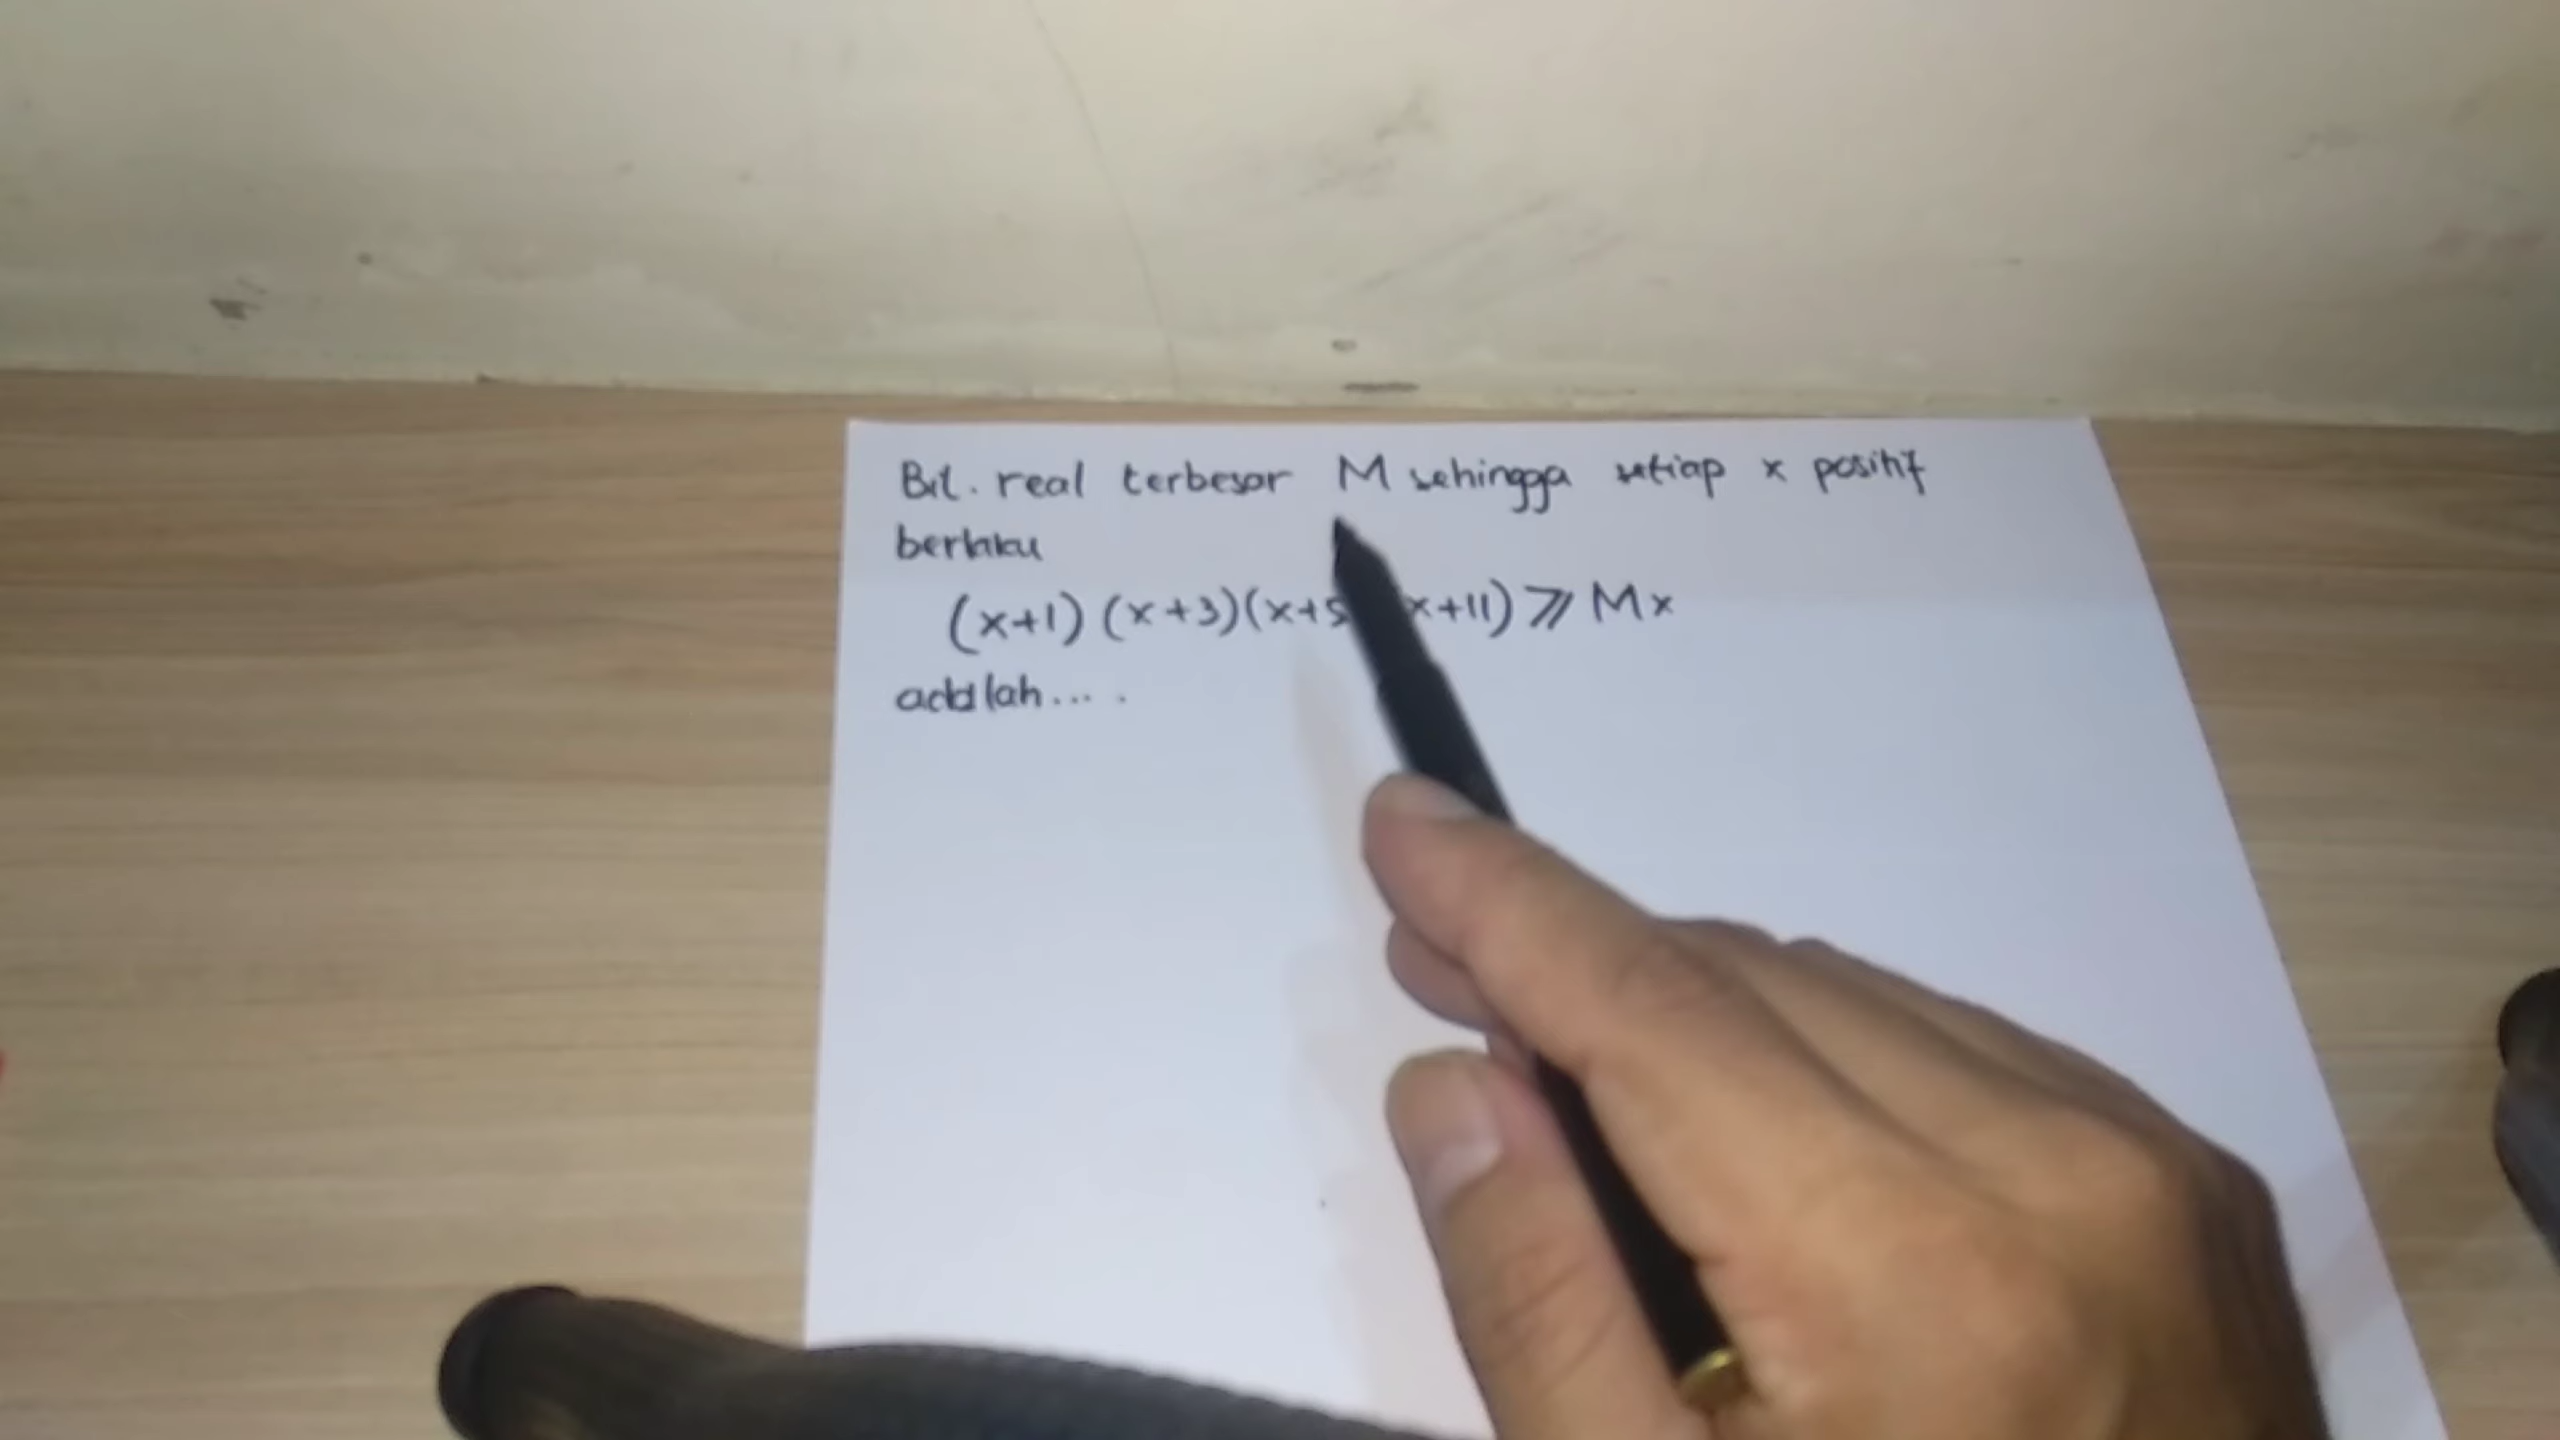 Bil. real terbesar M sehingga setiap x positif
berlaku
(x+1) (x+3)(x+5 x+11) ⩾ Mx
adalah... .